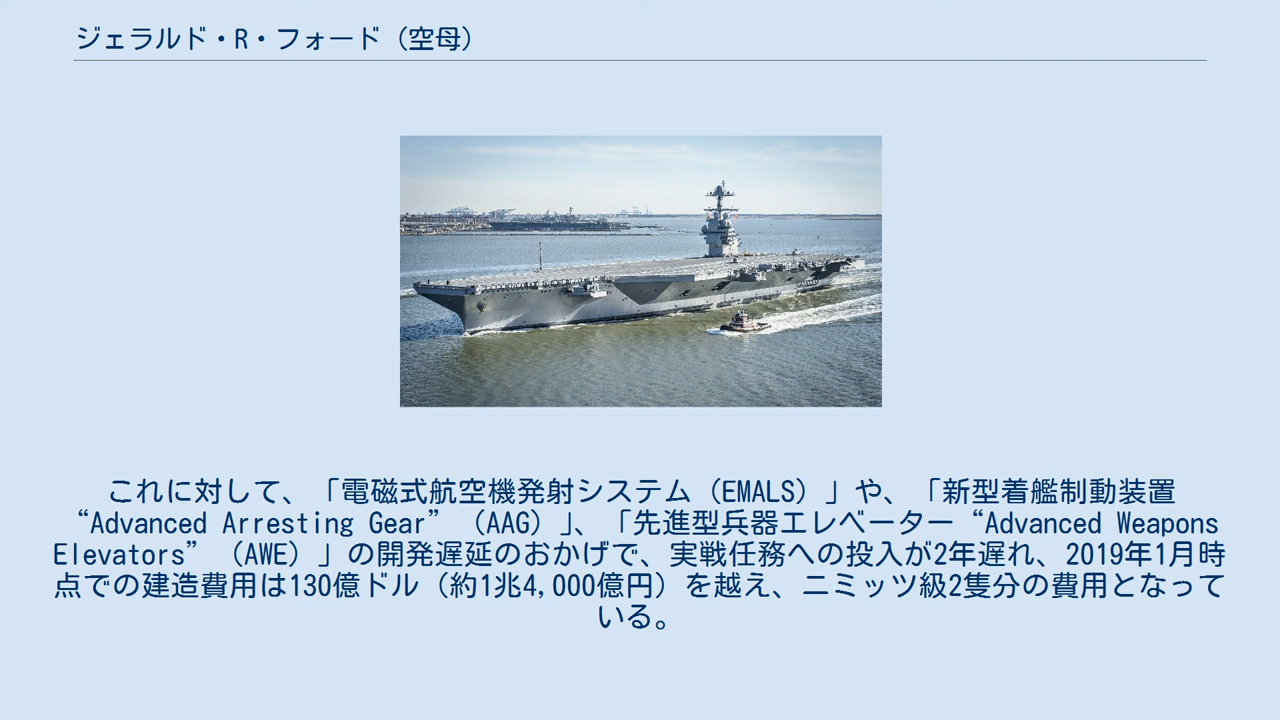 ジェラルド・R・フォード（空母）
これに対して、「電磁式航空機発射システム（EMALS）」や、「新型着艦制動装置
“Advanced Arresting Gear”（AAG）」、「先進型兵器エレベーター“Advanced Weapons
Elevators”（AWE）」の開発遅延のおかげで、実戦任務への投入が2年遅れ、2019年1月時
点での建造費用は130億ドル（約1兆4,000億円）を越え、ニミッツ級2隻分の費用となって
いる。